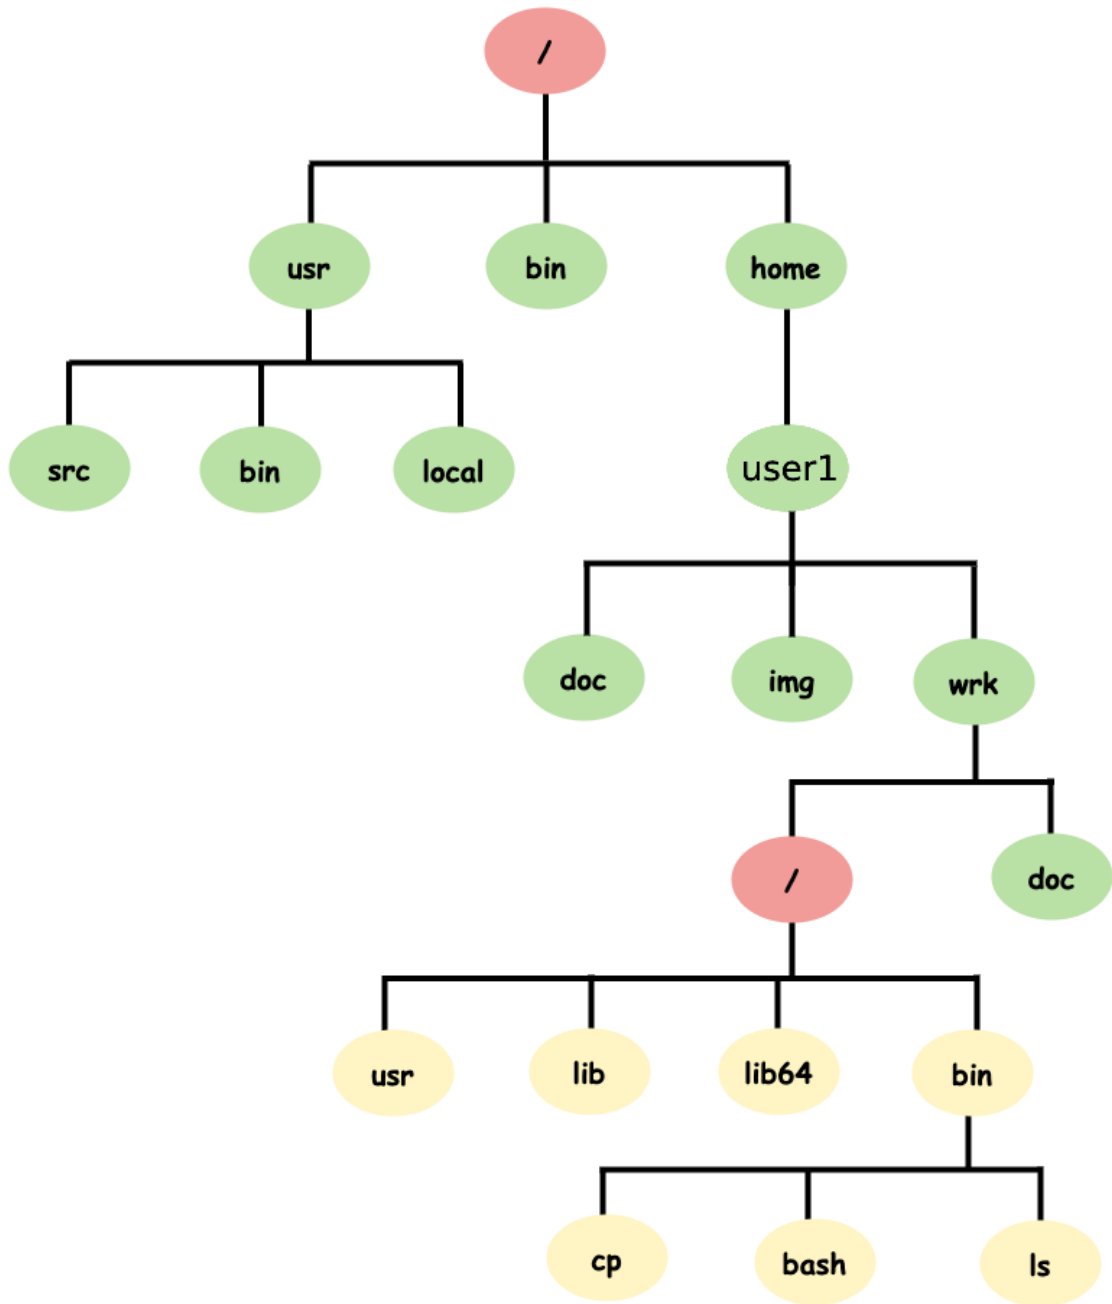 /
usr
bin
home
src
bin
local
user1
doc
img
wrk
/
doc
usr
lib
lib64
bin
cp
bash
ls